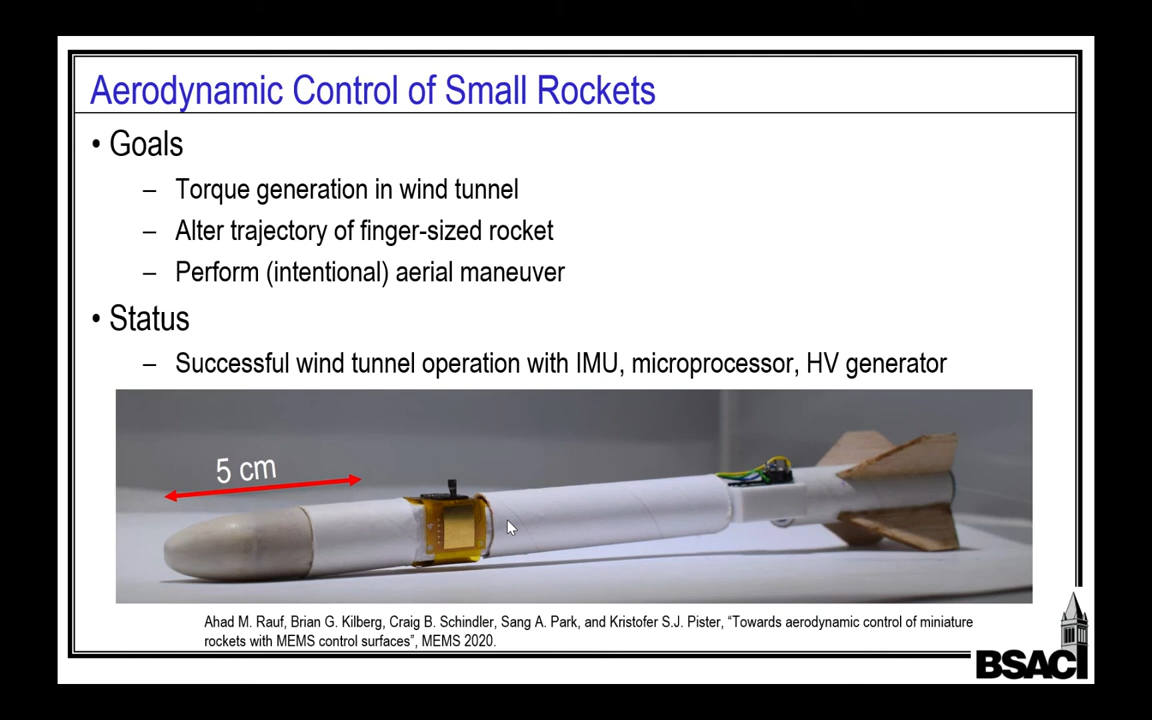 Aerodynamic Control of Small Rockets
• Goals
– Torque generation in wind tunnel
– Alter trajectory of finger-sized rocket
– Perform (intentional) aerial maneuver
• Status
– Successful wind tunnel operation with IMU, microprocessor, HV generator
5 cm
Ahad M. Rauf, Brian G. Kilberg, Craig B. Schindler, Sang A. Park, and Kristofer S.J. Pister, “Towards aerodynamic control of miniature
rockets with MEMS control surfaces”, MEMS 2020.
BSAC